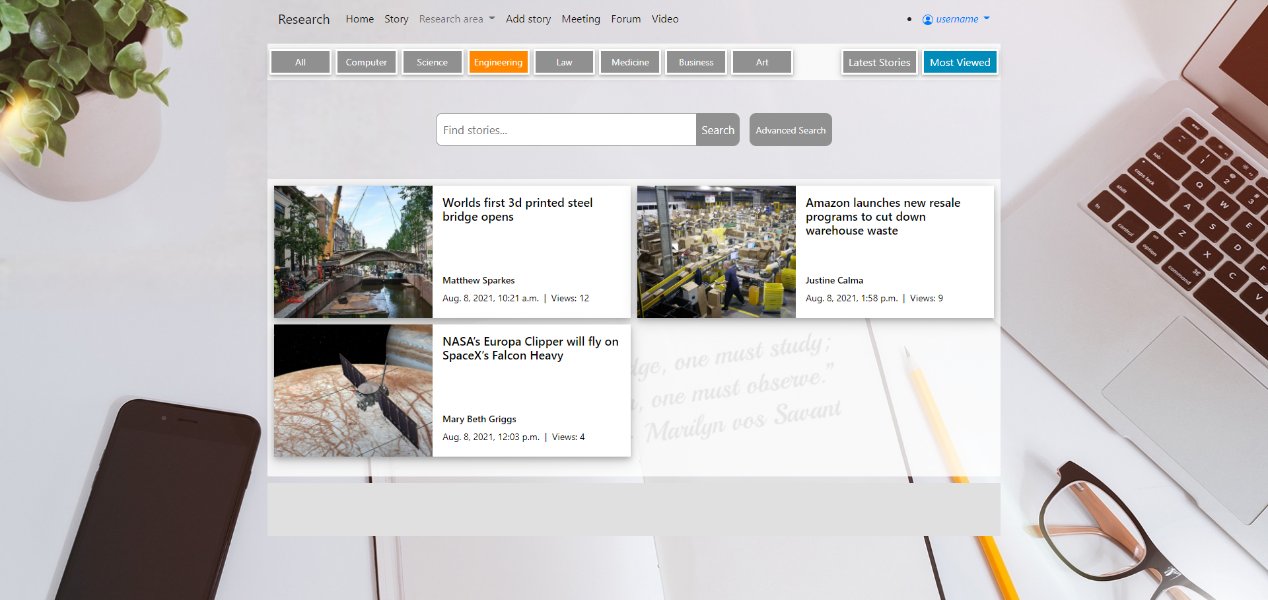 Research Home Story Research area Add story Meeting Forum Video username
All Computer Science Engineering Law Medicine Business Art Latest Stories Most Viewed
Find stories... Search Advanced Search
Worlds first 3d printed steel
bridge opens
Matthew Sparkes
Aug. 8, 2021, 10:21 a.m. | Views: 12
Amazon launches new resale
programs to cut down
warehouse waste
Justine Calma
Aug. 8, 2021, 1:58 p.m. | Views: 9
NASA's Europa Clipper will fly on
SpaceX's Falcon Heavy
Mary Beth Griggs
Aug. 8, 2021, 12:03 p.m. | Views: 4
one must study;
one must observe."
Marilyn vos Savant